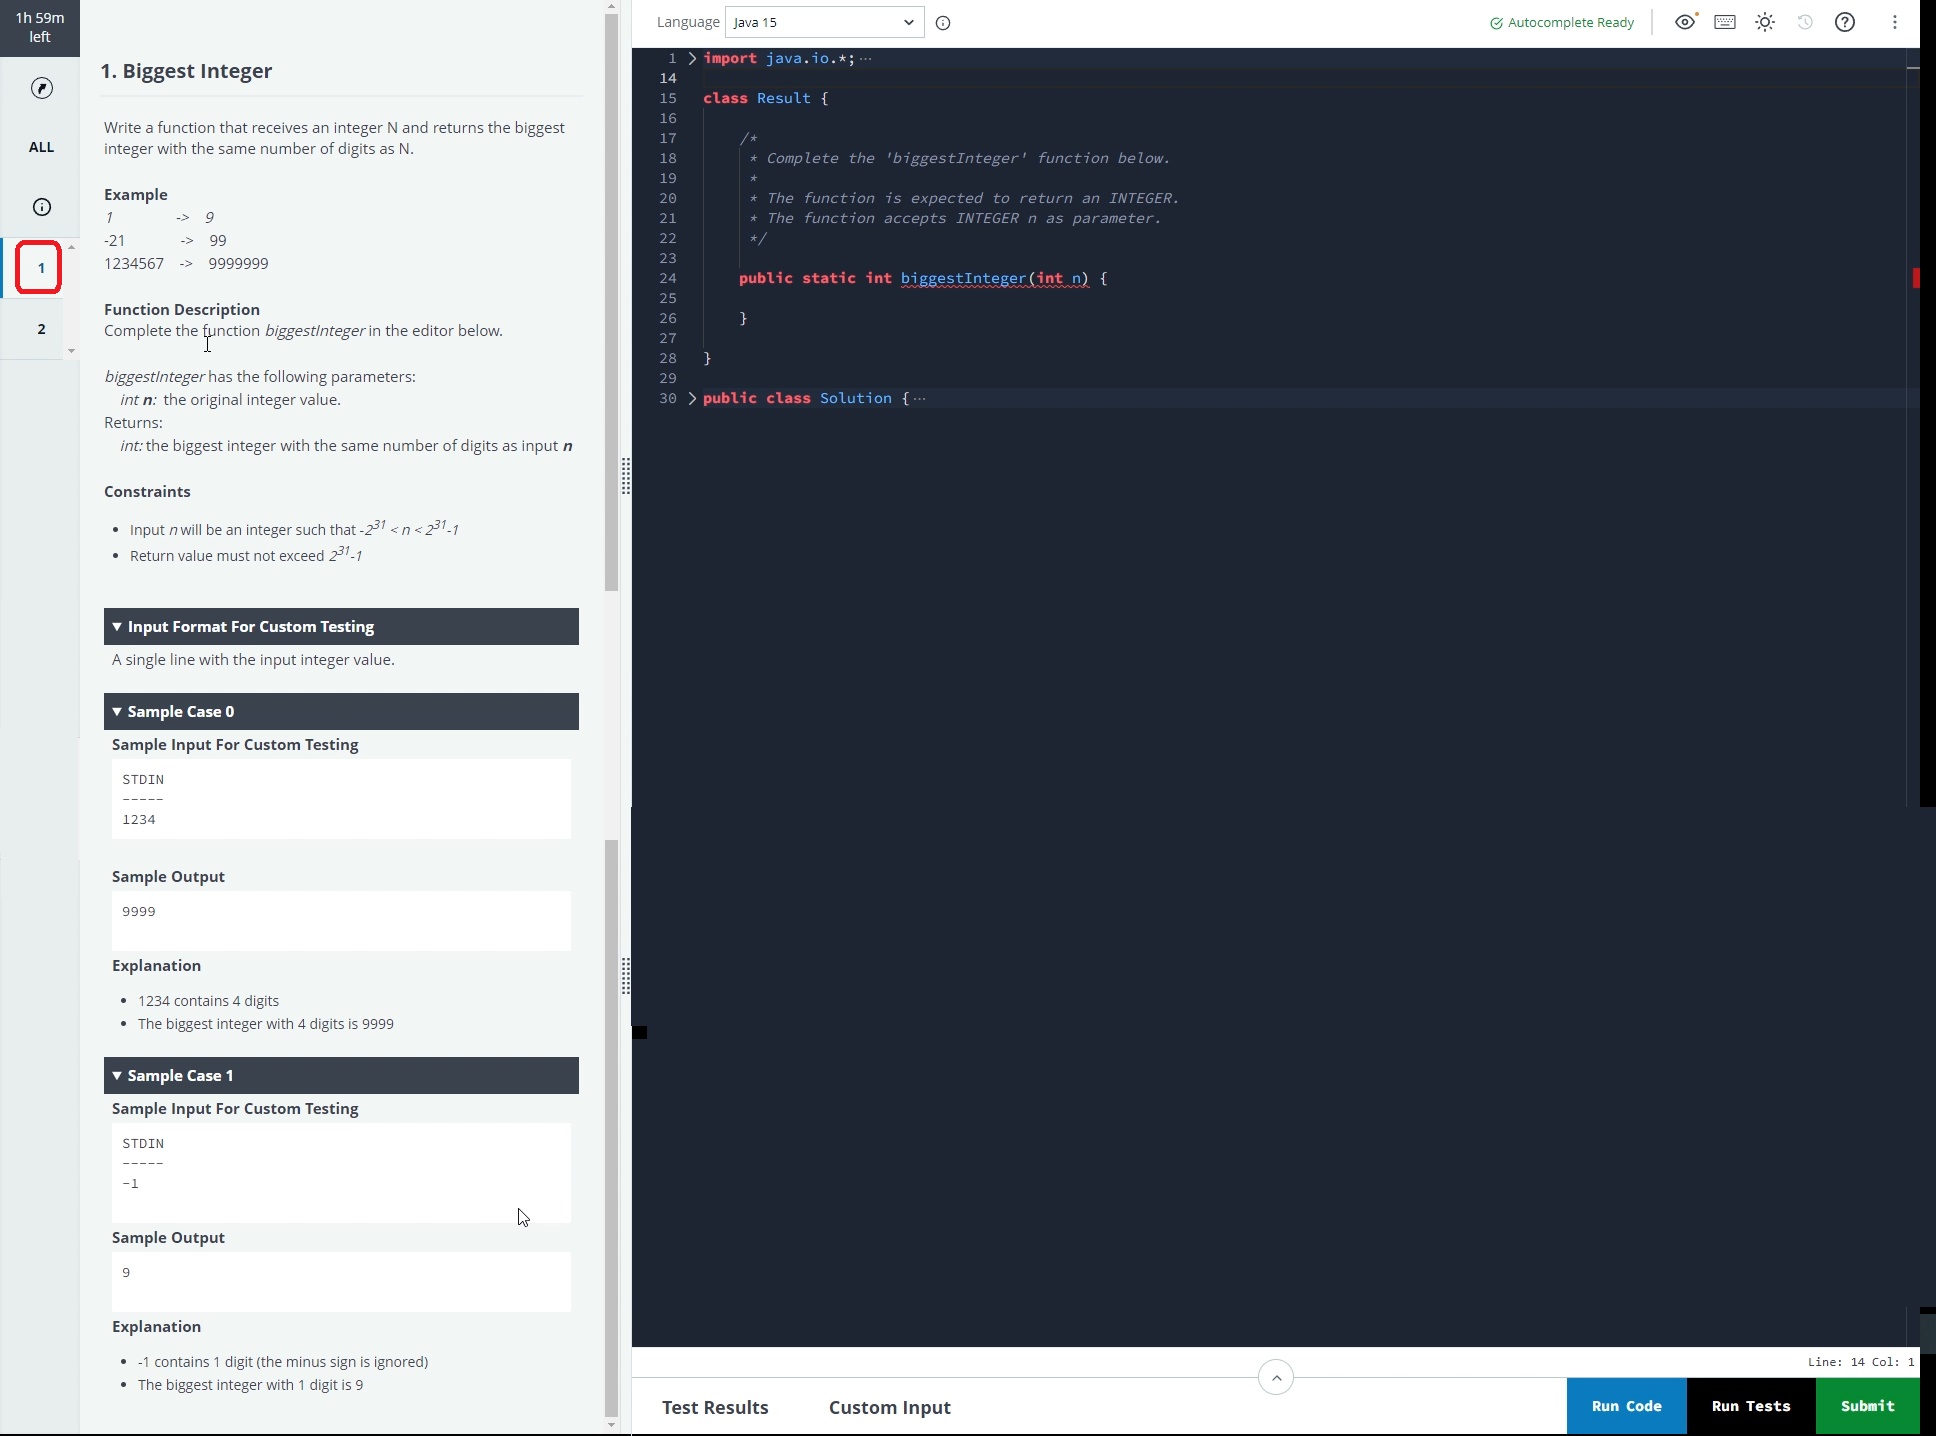 1h 59m
left
ALL
1
2
1. Biggest Integer
Write a function that receives an integer N and returns the biggest
integer with the same number of digits as N.
Example
1 -> 9
-21 -> 99
1234567 -> 9999999
Function Description
Complete the function biggestInteger in the editor below.
biggestInteger has the following parameters:
int n: the original integer value.
Returns:
int: the biggest integer with the same number of digits as input n
Constraints
• Input n will be an integer such that -2^31 < n < 2^31-1
• Return value must not exceed 2^31-1
▼ Input Format For Custom Testing
A single line with the input integer value.
▼ Sample Case 0
Sample Input For Custom Testing
STDIN
-----
1234
Sample Output
9999
Explanation
• 1234 contains 4 digits
• The biggest integer with 4 digits is 9999
▼ Sample Case 1
Sample Input For Custom Testing
STDIN
-----
-1
Sample Output
9
Explanation
• -1 contains 1 digit (the minus sign is ignored)
• The biggest integer with 1 digit is 9
Language Java 15
Autocomplete Ready
1 import java.io.*;···
14
15 class Result {
16
17 /*
18 * Complete the 'biggestInteger' function below.
19 *
20 * The function is expected to return an INTEGER.
21 * The function accepts INTEGER n as parameter.
22 */
23
24 public static int biggestInteger(int n) {
25
26 }
27
28 }
29
30 public class Solution {···
Line: 14 Col: 1
Test Results Custom Input Run Code Run Tests Submit